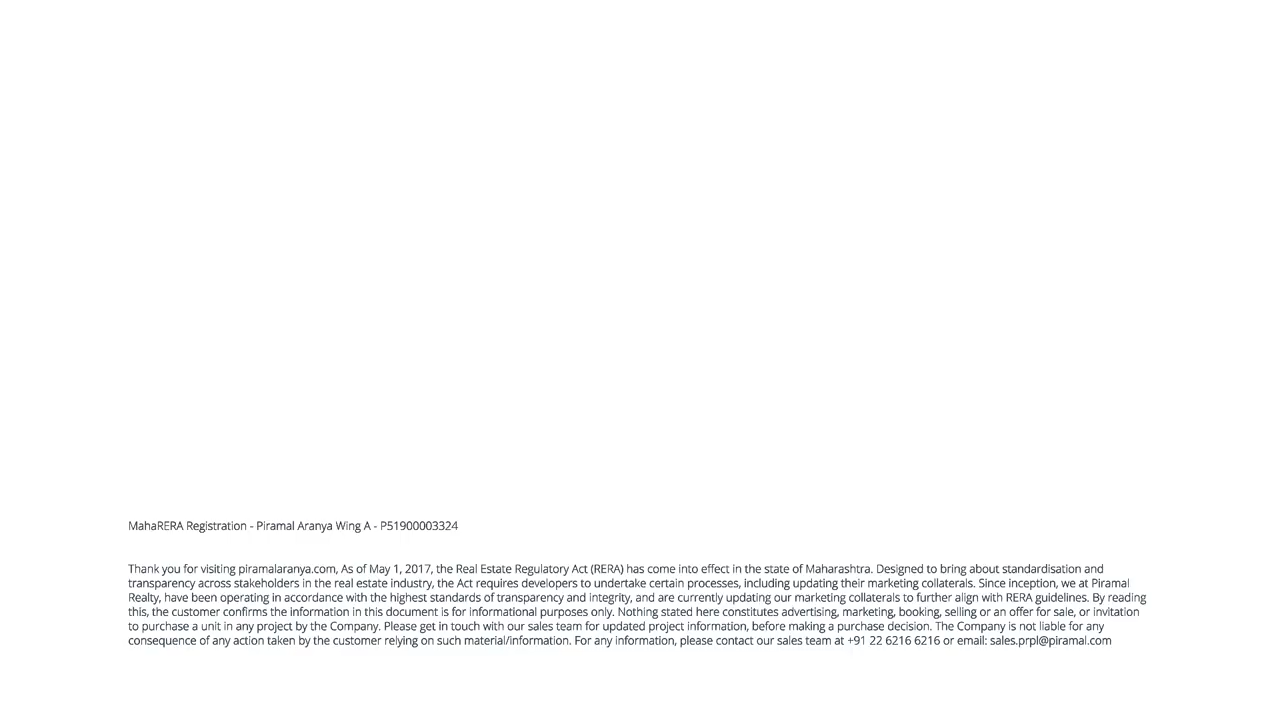 MahaRERA Registration - Piramal Aranya Wing A - P51900003324
Thank you for visiting piramalaranya.com, As of May 1, 2017, the Real Estate Regulatory Act (RERA) has come into effect in the state of Maharashtra. Designed to bring about standardisation and
transparency across stakeholders in the real estate industry, the Act requires developers to undertake certain processes, including updating their marketing collaterals. Since inception, we at Piramal
Realty, have been operating in accordance with the highest standards of transparency and integrity, and are currently updating our marketing collaterals to further align with RERA guidelines. By reading
this, the customer confirms the information in this document is for informational purposes only. Nothing stated here constitutes advertising, marketing, booking, selling or an offer for sale, or invitation
to purchase a unit in any project by the Company. Please get in touch with our sales team for updated project information, before making a purchase decision. The Company is not liable for any
consequence of any action taken by the customer relying on such material/information. For any information, please contact our sales team at +91 22 6216 6216 or email: sales.prpl@piramal.com